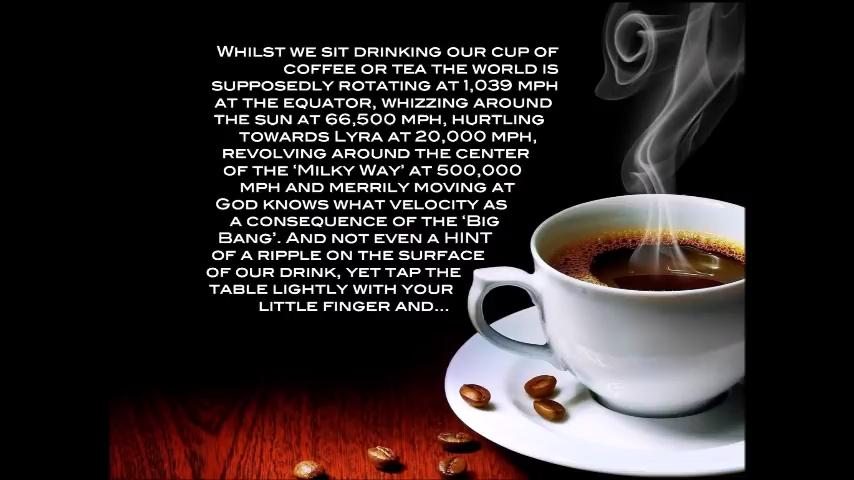 Whilst we sit drinking our cup of
coffee or tea the world is
supposedly rotating at 1,039 mph
at the equator, whizzing around
the sun at 66,500 mph, hurtling
towards Lyra at 20,000 mph,
revolving around the center
of the ‘Milky Way’ at 500,000
mph and merrily moving at
God knows what velocity as
a consequence of the ‘Big
Bang’. And not even a HINT
of a ripple on the surface
of our drink, yet tap the
table lightly with your
little finger and...